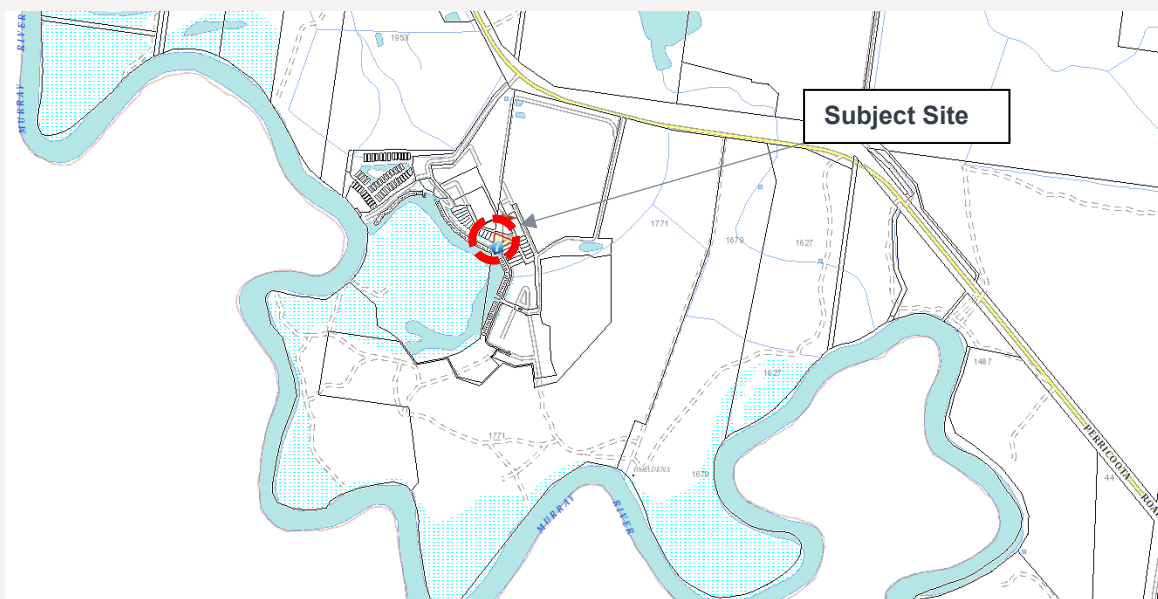 MURRAY RIVER
1953
Subject Site
1771
1679
1627
1627
1487
1771
1679
PERRICOOTA ROAD
44
MURRAY RIVER